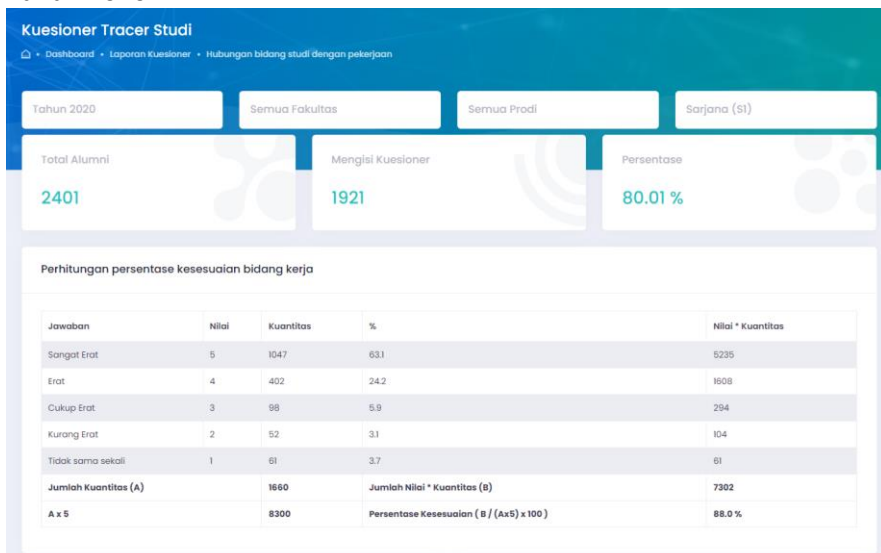 Kuesioner Tracer Studi
Dashboard • Laporan Kuesioner • Hubungan bidang studi dengan pekerjaan
Tahun 2020 Semua Fakultas Semua Prodi Sarjana (S1)
Total Alumni Mengisi Kuesioner Persentase
2401 1921 80.01 %
Perhitungan persentase kesesuaian bidang kerja
Jawaban Nilai Kuantitas % Nilai * Kuantitas
Sangat Erat 5 1047 63.1 5235
Erat 4 402 24.2 1608
Cukup Erat 3 98 5.9 294
Kurang Erat 2 52 3.1 104
Tidak sama sekali 1 61 3.7 61
Jumlah Kuantitas (A) 1660 Jumlah Nilai * Kuantitas (B) 7302
A x 5 8300 Persentase Kesesuaian ( B / (Ax5) x 100 ) 88.0 %